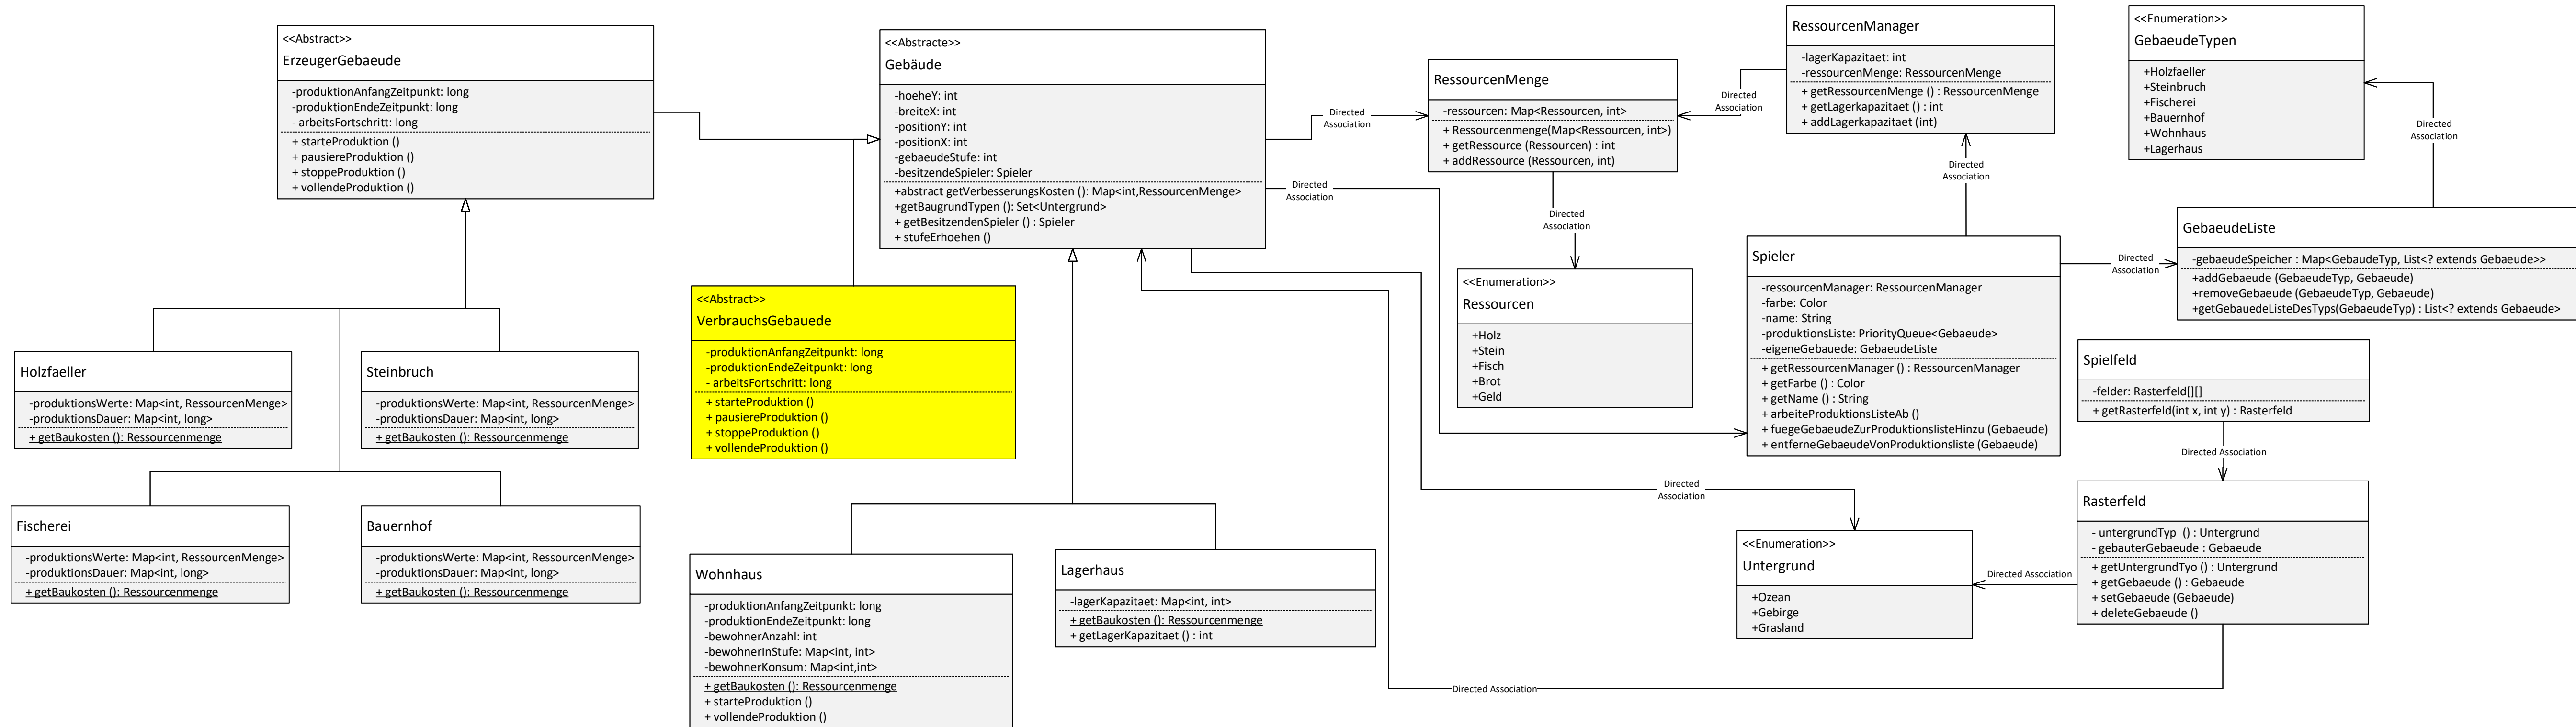 <<Abstract>>
ErzeugerGebaeude
-produktionAnfangZeitpunkt: long
-produktionEndeZeitpunkt: long
- arbeitsFortschritt: long
+ starteProduktion ()
+ pausiereProduktion ()
+ stoppeProduktion ()
+ vollendeProduktion ()
<<Abstracte>>
Gebäude
-hoeheY: int
-breiteX: int
-positionY: int
-positionX: int
-gebaeudeStufe: int
-besitzendeSpieler: Spieler
+abstract getVerbesserungsKosten (): Map<int,RessourcenMenge>
+getBaugrundTypen (): Set<Untergrund>
+ getBesitzendenSpieler () : Spieler
+ stufeErhoehen ()
Directed
Association
Directed
Association
RessourcenMenge
-ressourcen: Map<Ressourcen, int>
+ Ressourcenmenge(Map<Ressourcen, int>)
+ getRessource (Ressourcen) : int
+ addRessource (Ressourcen, int)
Directed
Association
RessourcenManager
-lagerKapazitaet: int
-ressourcenMenge: RessourcenMenge
+ getRessourcenMenge () : RessourcenMenge
+ getLagerkapazitaet () : int
+ addLagerkapazitaet (int)
<<Enumeration>>
GebaeudeTypen
+Holzfaeller
+Steinbruch
+Fischerei
+Bauernhof
+Wohnhaus
+Lagerhaus
Directed
Association
Directed
Association
Directed
Association
<<Enumeration>>
Ressourcen
+Holz
+Stein
+Fisch
+Brot
+Geld
Spieler
-ressourcenManager: RessourcenManager
-farbe: Color
-name: String
-produktionsListe: PriorityQueue<Gebaeude>
-eigeneGebauede: GebaeudeListe
+ getRessourcenManager () : RessourcenManager
+ getFarbe () : Color
+ getName () : String
+ arbeiteProduktionsListeAb ()
+ fuegeGebaeudeZurProduktionslisteHinzu (Gebaeude)
+ entferneGebaeudeVonProduktionsliste (Gebaeude)
Directed
Association
GebaeudeListe
-gebaeudeSpeicher : Map<GebaudeTyp, List<? extends Gebaeude>>
+addGebaeude (GebaeudeTyp, Gebaeude)
+removeGebaeude (GebaeudeTyp, Gebaeude)
+getGebauedeListeDesTyps(GebaeudeTyp) : List<? extends Gebaeude>
<<Abstract>>
VerbrauchsGebauede
-produktionAnfangZeitpunkt: long
-produktionEndeZeitpunkt: long
- arbeitsFortschritt: long
+ starteProduktion ()
+ pausiereProduktion ()
+ stoppeProduktion ()
+ vollendeProduktion ()
Holzfaeller
-produktionsWerte: Map<int, RessourcenMenge>
-produktionsDauer: Map<int, long>
+ getBaukosten (): Ressourcenmenge
Steinbruch
-produktionsWerte: Map<int, RessourcenMenge>
-produktionsDauer: Map<int, long>
+ getBaukosten (): Ressourcenmenge
Spielfeld
-felder: Rasterfeld[][]
+ getRasterfeld(int x, int y) : Rasterfeld
Directed Association
Fischerei
-produktionsWerte: Map<int, RessourcenMenge>
-produktionsDauer: Map<int, long>
+ getBaukosten (): Ressourcenmenge
Bauernhof
-produktionsWerte: Map<int, RessourcenMenge>
-produktionsDauer: Map<int, long>
+ getBaukosten (): Ressourcenmenge
Directed
Association
Wohnhaus
-produktionAnfangZeitpunkt: long
-produktionEndeZeitpunkt: long
-bewohnerAnzahl: int
-bewohnerInStufe: Map<int, int>
-bewohnerKonsum: Map<int,int>
+ getBaukosten (): Ressourcenmenge
+ starteProduktion ()
+ vollendeProduktion ()
Lagerhaus
-lagerKapazitaet: Map<int, int>
+ getBaukosten (): Ressourcenmenge
+ getLagerKapazitaet () : int
<<Enumeration>>
Untergrund
+Ozean
+Gebirge
+Grasland
Directed Association
Rasterfeld
- untergrundTyp  () : Untergrund
- gebauterGebaeude : Gebaeude
+ getUntergrundTyo () : Untergrund
+ getGebaeude () : Gebaeude
+ setGebaeude (Gebaeude)
+ deleteGebaeude ()
Directed Association